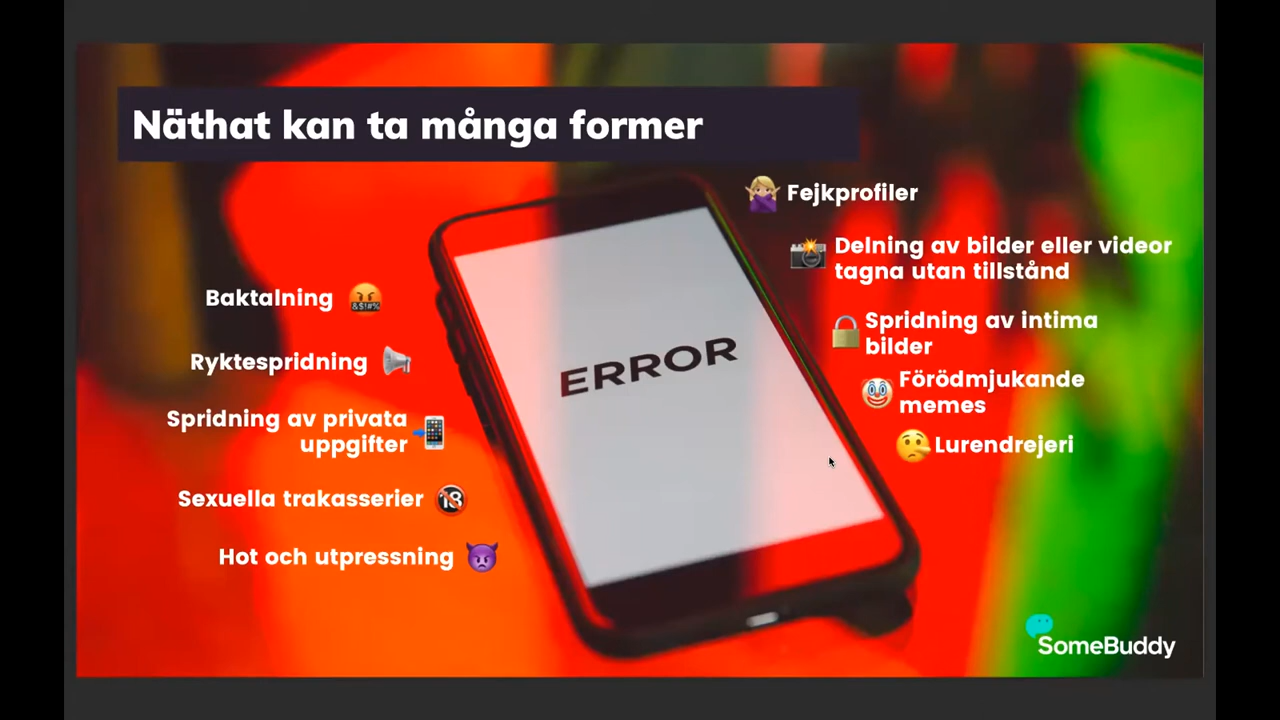 Näthat kan ta många former
Baktalning
Ryktespridning
Spridning av privata
uppgifter
Sexuella trakasserier
Hot och utpressning
ERROR
Fejkprofiler
Delning av bilder eller videor
tagna utan tillstånd
Spridning av intima
bilder
Förödmjukande
memes
Lurendrejeri
SomeBuddy